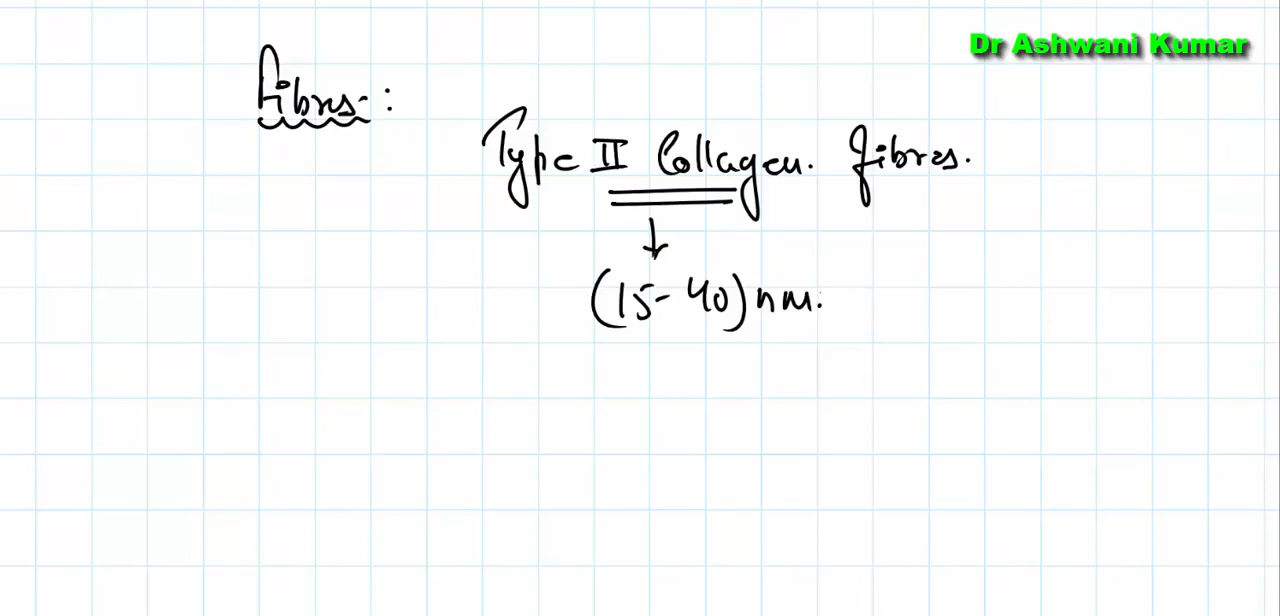 Dr Ashwani Kumar
Fibres:
Type II Collagen. fibres.
↓
(15-40) nm.